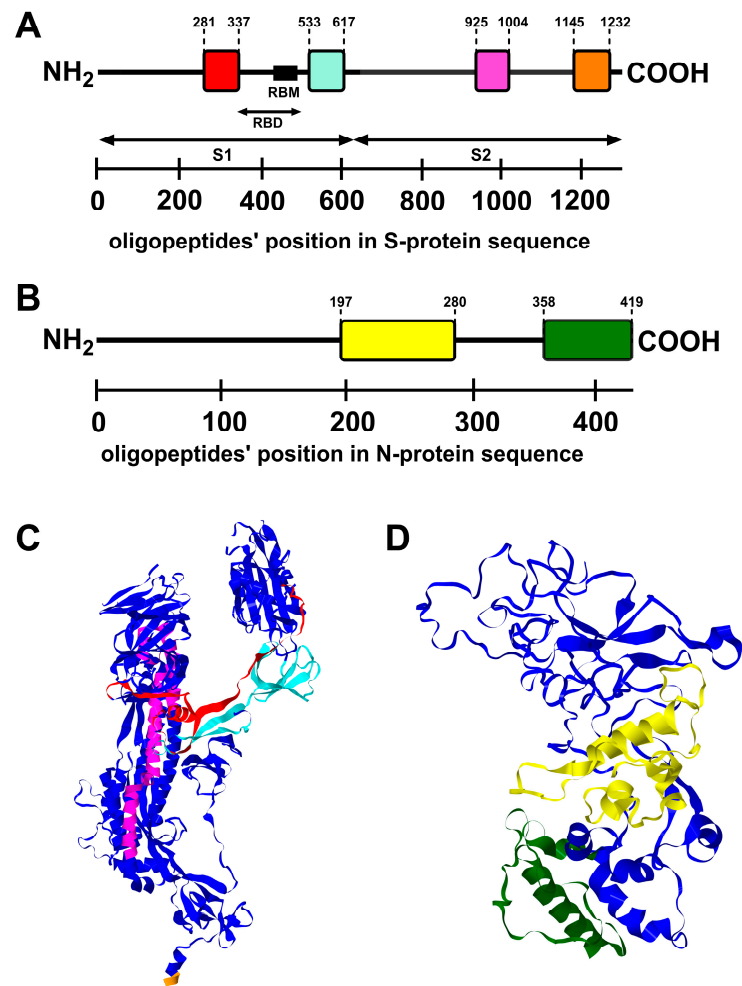 A
281 337 533 617 925 1004 1145 1232
NH2 COOH
RBM
RBD
S1 S2
0 200 400 600 800 1000 1200
oligopeptides' position in S-protein sequence
B
197 280 358 419
NH2 COOH
0 100 200 300 400
oligopeptides' position in N-protein sequence
C D